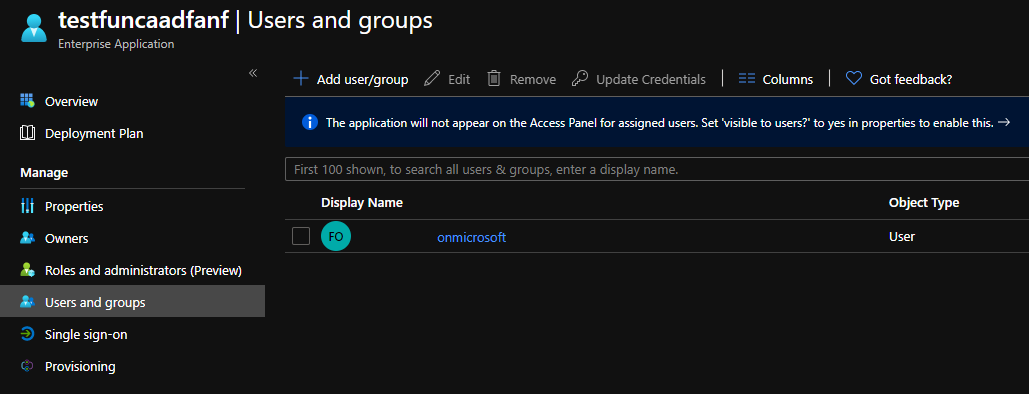 testfuncaadfanf | Users and groups
Enterprise Application
«
Overview
Deployment Plan
Manage
Properties
Owners
Roles and administrators (Preview)
Users and groups
Single sign-on
Provisioning
Add user/group Edit Remove Update Credentials Columns Got feedback?
The application will not appear on the Access Panel for assigned users. Set 'visible to users?' to yes in properties to enable this. →
First 100 shown, to search all users & groups, enter a display name.
Display Name Object Type
FO onmicrosoft User